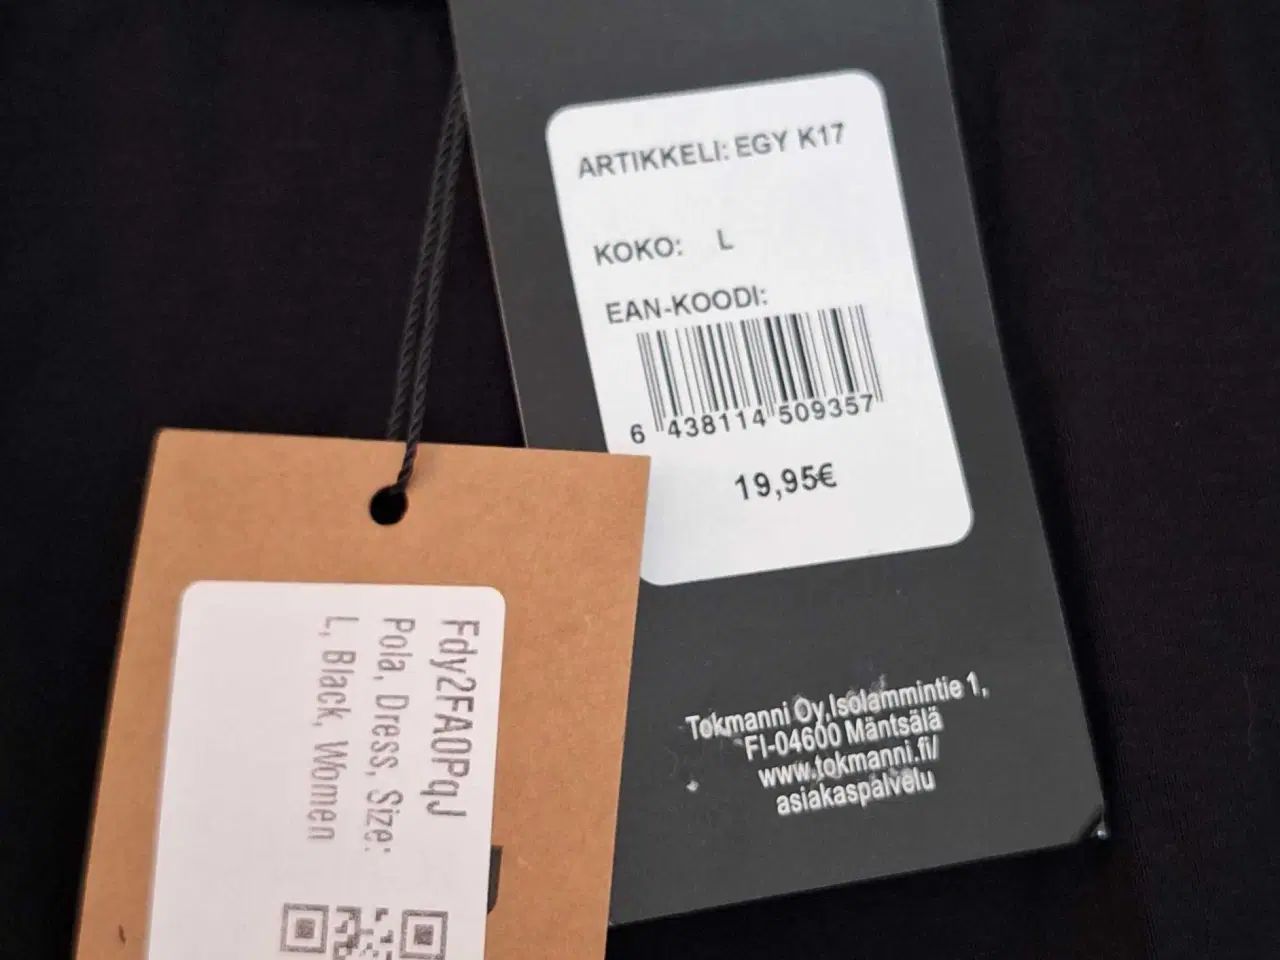 ARTIKKELI: EGY K17
KOKO: L
EAN-KOODI:
6 438114 509357
19,95€
Tokmanni Oy,Isolammintie 1,
FI-04600 Mäntsälä
www.tokmanni.fi/
asiakaspalvelu
Fdy2FA0PqJ
Pola, Dress, Size:
L, Black, Women